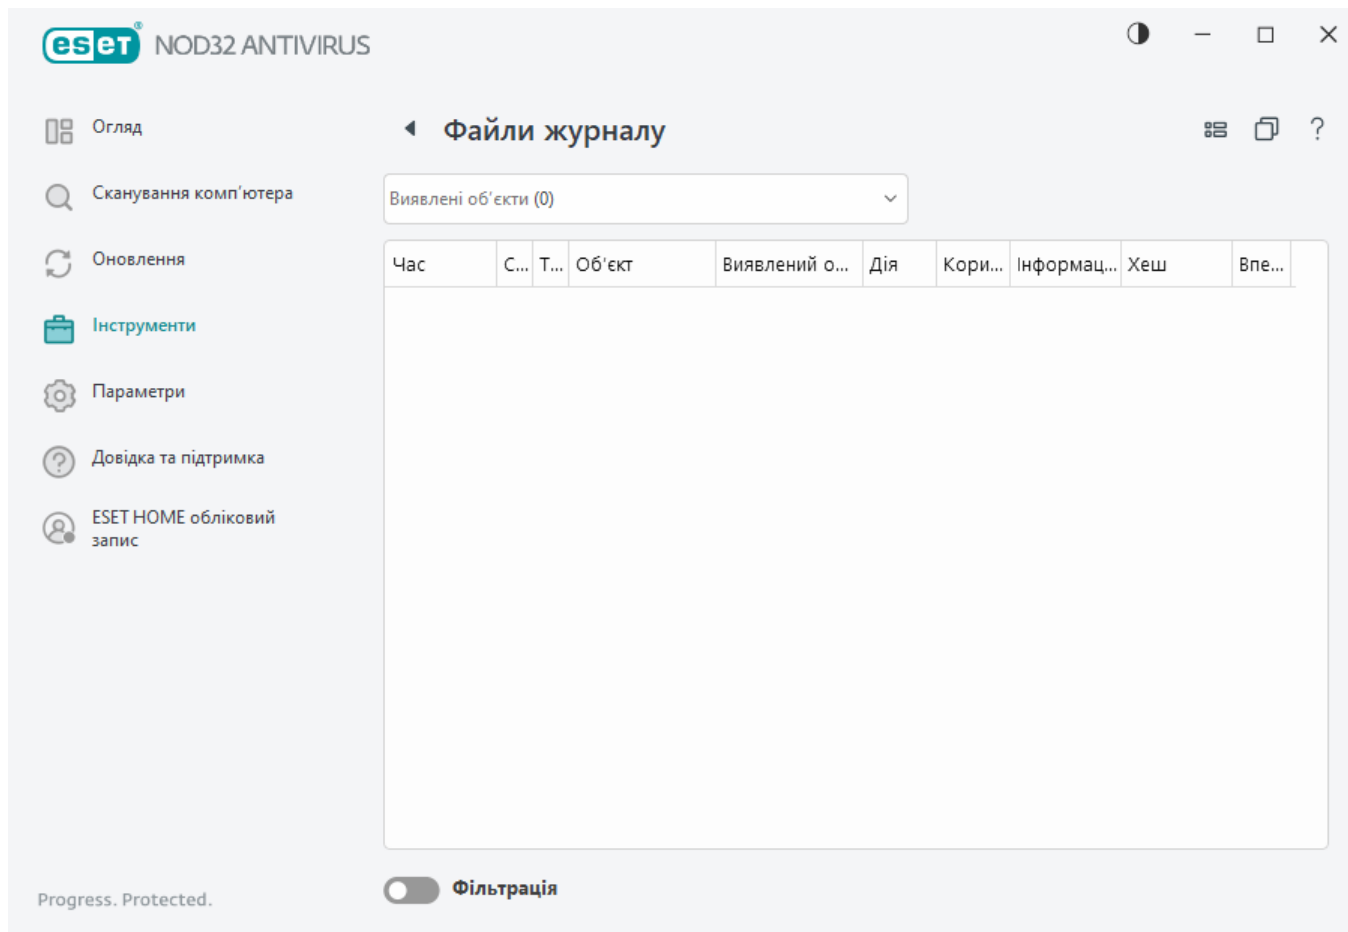 eset® NOD32 ANTIVIRUS
Огляд
Сканування комп'ютера
Оновлення
Інструменти
Параметри
Довідка та підтримка
ESET HOME обліковий
запис
Progress. Protected.
Файли журналу
?
Виявлені об'єкти (0)
Час С... Т... Об'єкт Виявлений о... Дія Кори... Інформац... Хеш Впе...
Фільтрація